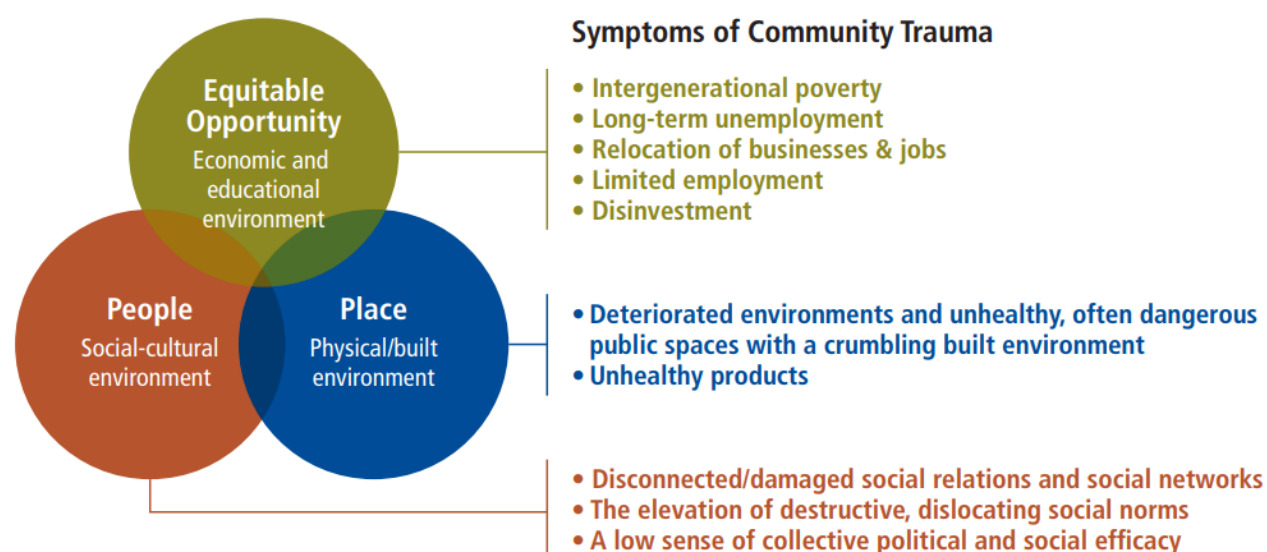 Symptoms of Community Trauma
Equitable
Opportunity
Economic and
educational
environment
• Intergenerational poverty
• Long-term unemployment
• Relocation of businesses & jobs
• Limited employment
• Disinvestment
People
Social-cultural
environment
Place
Physical/built
environment
• Deteriorated environments and unhealthy, often dangerous
public spaces with a crumbling built environment
• Unhealthy products
• Disconnected/damaged social relations and social networks
• The elevation of destructive, dislocating social norms
• A low sense of collective political and social efficacy